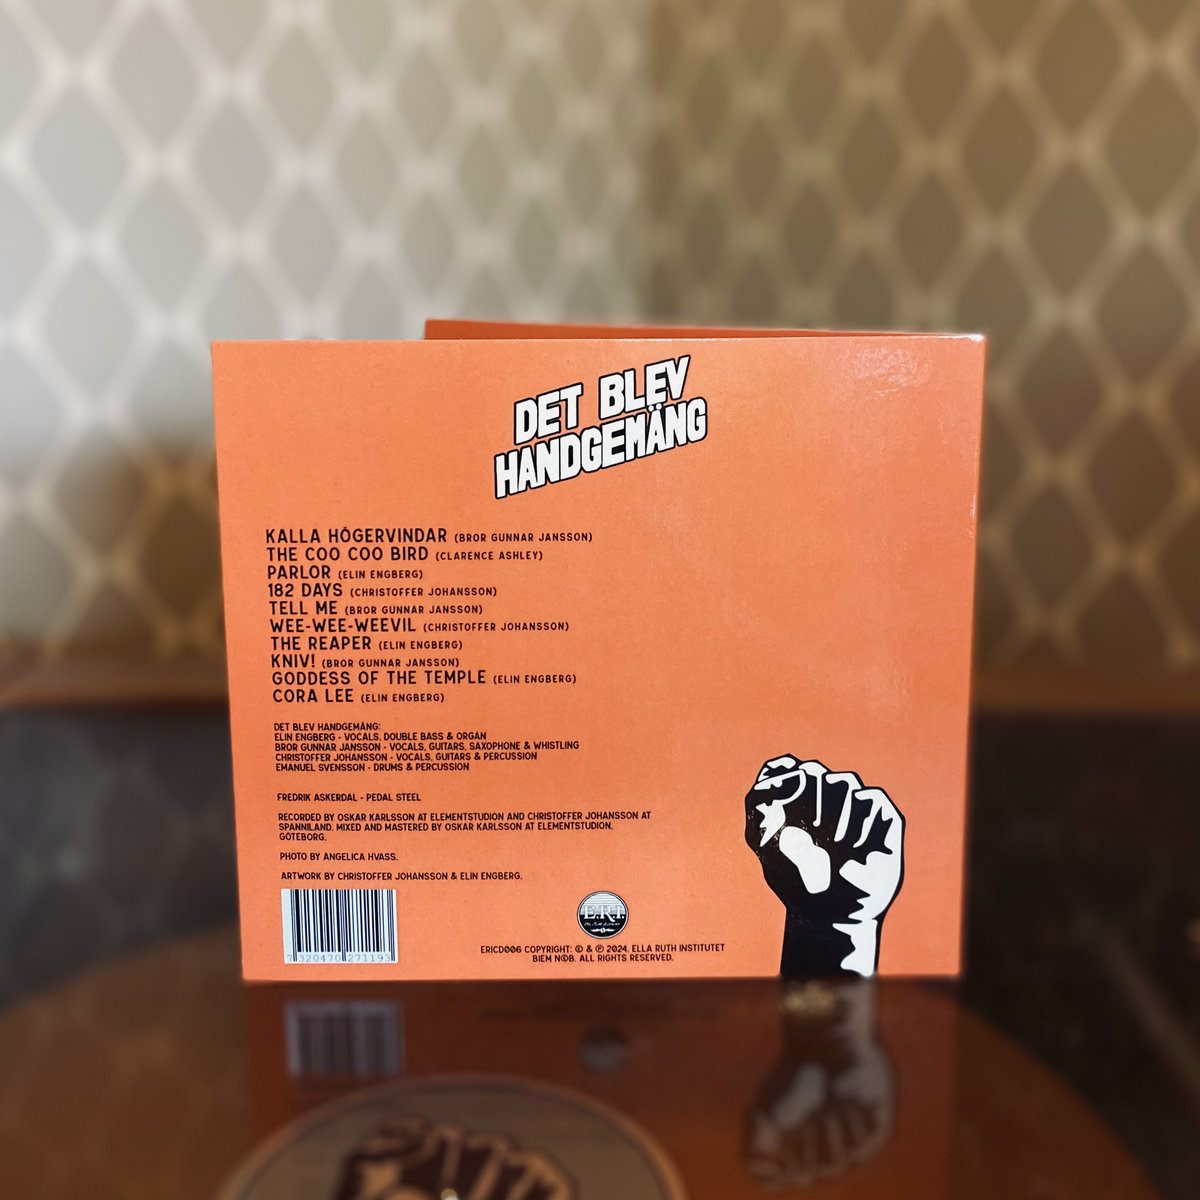 DET BLEV
HANDGEMÄNG
KALLA HÖGERVINDAR (BROR GUNNAR JANSSON)
THE COO COO BIRD (CLARENCE ASHLEY)
PARLOR (ELIN ENGBERG)
182 DAYS (CHRISTOFFER JOHANSSON)
TELL ME (BROR GUNNAR JANSSON)
WEE-WEE-WEEVIL (CHRISTOFFER JOHANSSON)
THE REAPER (ELIN ENGBERG)
KNIV! (BROR GUNNAR JANSSON)
GODDESS OF THE TEMPLE (ELIN ENGBERG)
CORA LEE (ELIN ENGBERG)
DET BLEV HANDGEMÄNG:
ELIN ENGBERG - VOCALS, DOUBLE BASS & ORGAN
BROR GUNNAR JANSSON - VOCALS, GUITARS, SAXOPHONE & WHISTLING
CHRISTOFFER JOHANSSON - VOCALS, GUITARS & PERCUSSION
EMANUEL SVENSSON - DRUMS & PERCUSSION
FREDRIK ASKERDAL - PEDAL STEEL
RECORDED BY OSKAR KARLSSON AT ELEMENTSTUDION AND CHRISTOFFER JOHANSSON AT
SPANNILAND. MIXED AND MASTERED BY OSKAR KARLSSON AT ELEMENTSTUDION,
GÖTEBORG.
PHOTO BY ANGELICA HVASS.
ARTWORK BY CHRISTOFFER JOHANSSON & ELIN ENGBERG.
7 320470 271193
E.R.I.
ERICD006 COPYRIGHT: © & ℗ 2024, ELLA RUTH INSTITUTET
BIEM N©B. ALL RIGHTS RESERVED.